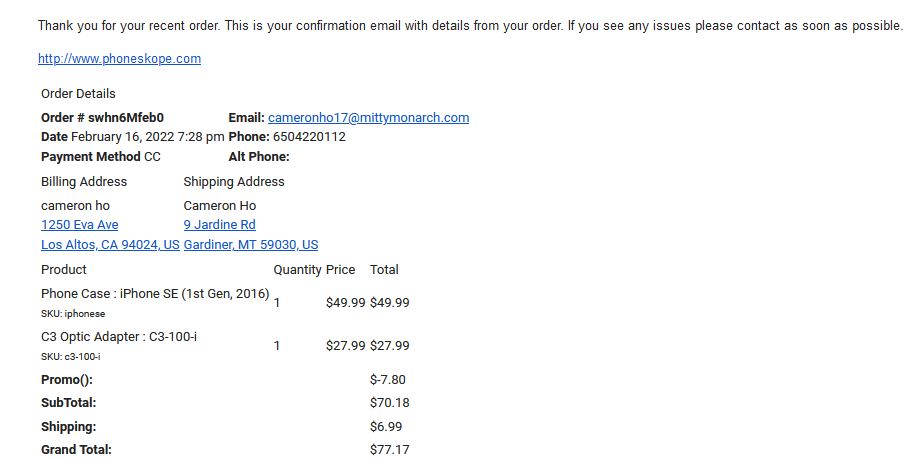 Thank you for your recent order. This is your confirmation email with details from your order. If you see any issues please contact as soon as possible.
http://www.phoneskope.com
Order Details
Order # swhn6Mfeb0 Email: cameronho17@mittymonarch.com
Date February 16, 2022 7:28 pm Phone: 6504220112
Payment Method CC Alt Phone:
Billing Address Shipping Address
cameron ho Cameron Ho
1250 Eva Ave 9 Jardine Rd
Los Altos, CA 94024, US Gardiner, MT 59030, US
Product Quantity Price Total
Phone Case : iPhone SE (1st Gen, 2016) 1 $49.99 $49.99
SKU: iphonese
C3 Optic Adapter : C3-100-i 1 $27.99 $27.99
SKU: c3-100-i
Promo(): $-7.80
SubTotal: $70.18
Shipping: $6.99
Grand Total: $77.17